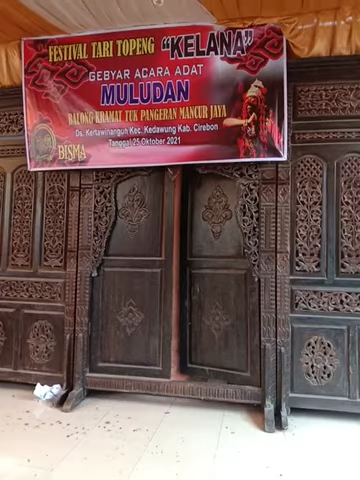 FESTIVAL TARI TOPENG "KELANA"
GEBYAR ACARA ADAT
MULUDAN
BALONG KRAMAT TUK PANGERAN MANCUR JAYA
Ds. Kertawinangun Kec. Kedawung Kab. Cirebon
Tanggal 25 Oktober 2021
BISMA